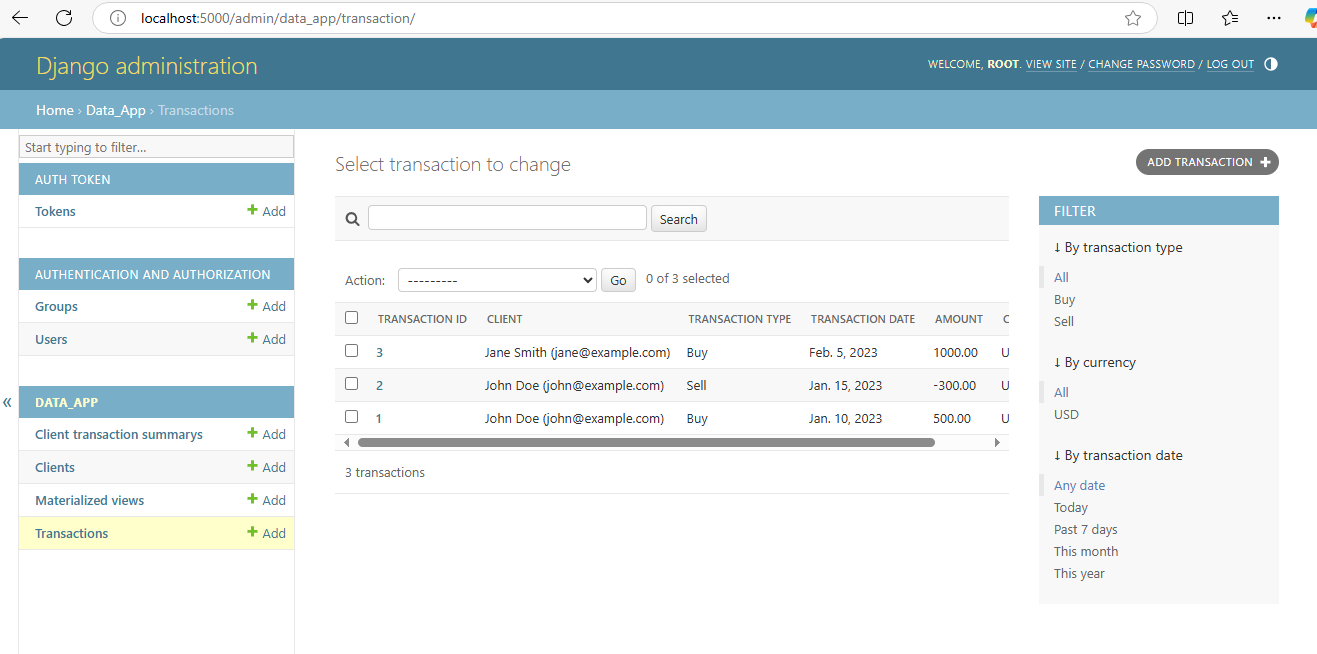 localhost:5000/admin/data_app/transaction/
Django administration
WELCOME, ROOT. VIEW SITE / CHANGE PASSWORD / LOG OUT
Home › Data_App › Transactions
Start typing to filter...
AUTH TOKEN
Tokens + Add
AUTHENTICATION AND AUTHORIZATION
Groups + Add
Users + Add
«
DATA_APP
Client transaction summarys + Add
Clients + Add
Materialized views + Add
Transactions + Add
Select transaction to change
ADD TRANSACTION +
Search
Action: --------- Go 0 of 3 selected
TRANSACTION ID CLIENT TRANSACTION TYPE TRANSACTION DATE AMOUNT C
3 Jane Smith (jane@example.com) Buy Feb. 5, 2023 1000.00 U
2 John Doe (john@example.com) Sell Jan. 15, 2023 -300.00 U
1 John Doe (john@example.com) Buy Jan. 10, 2023 500.00 U
3 transactions
FILTER
↓ By transaction type
All
Buy
Sell
↓ By currency
All
USD
↓ By transaction date
Any date
Today
Past 7 days
This month
This year